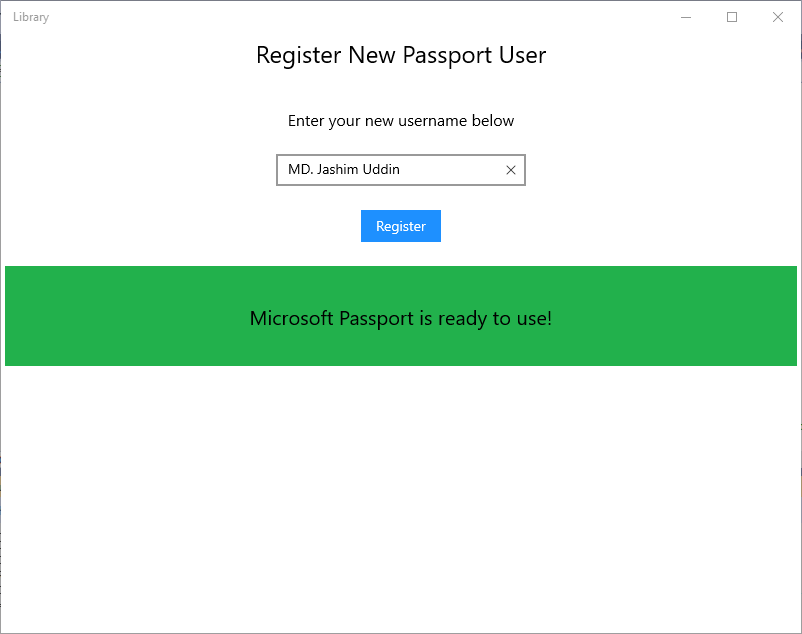 Library
Register New Passport User
Enter your new username below
MD. Jashim Uddin
Register
Microsoft Passport is ready to use!